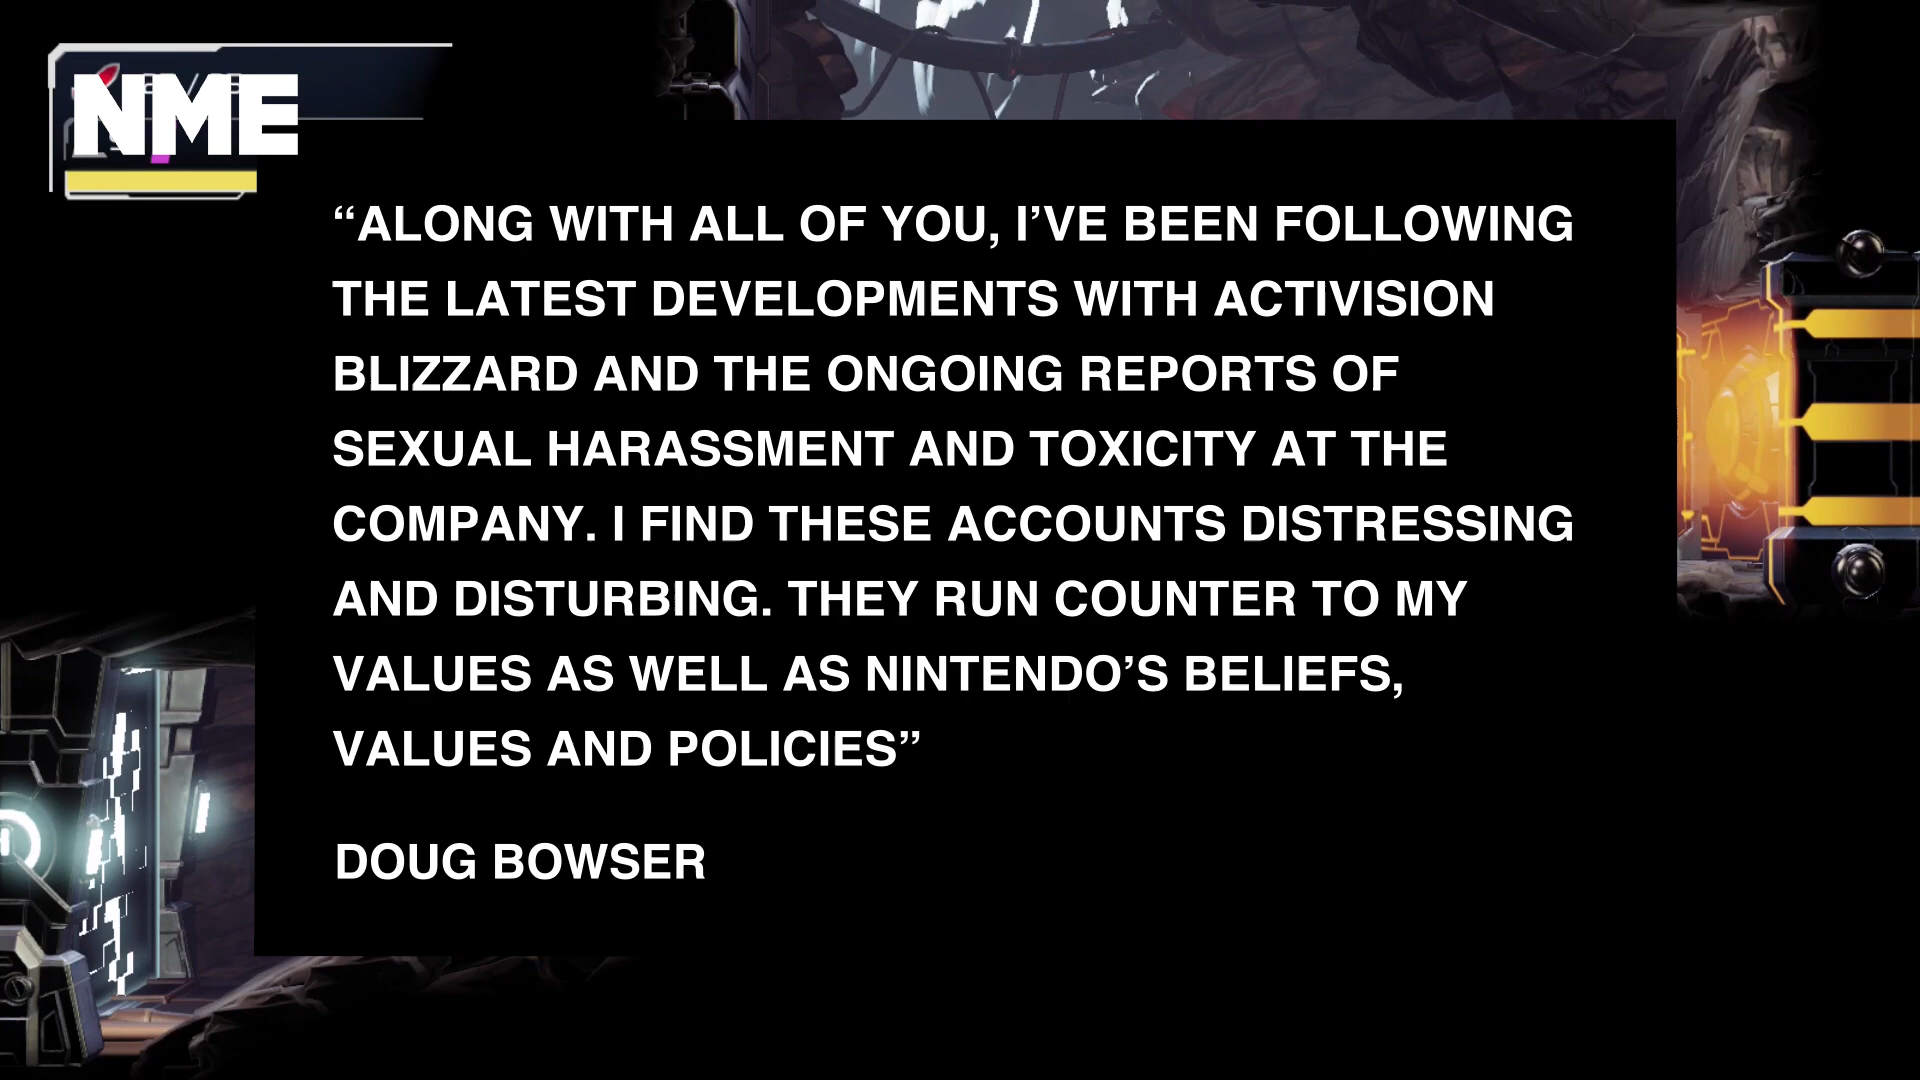 NME
“ALONG WITH ALL OF YOU, I’VE BEEN FOLLOWING
THE LATEST DEVELOPMENTS WITH ACTIVISION
BLIZZARD AND THE ONGOING REPORTS OF
SEXUAL HARASSMENT AND TOXICITY AT THE
COMPANY. I FIND THESE ACCOUNTS DISTRESSING
AND DISTURBING. THEY RUN COUNTER TO MY
VALUES AS WELL AS NINTENDO’S BELIEFS,
VALUES AND POLICIES”
DOUG BOWSER